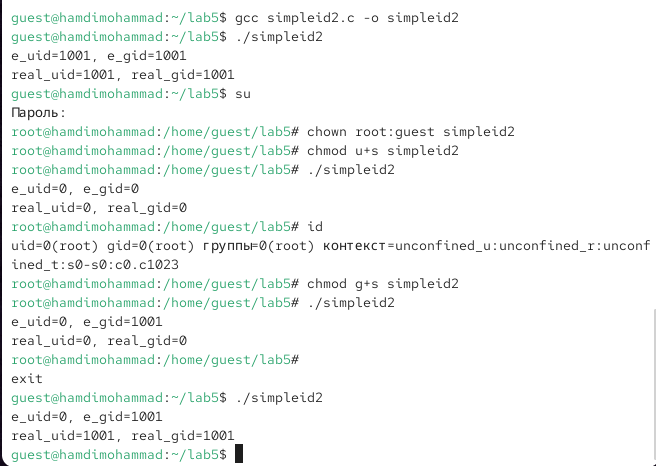 guest@hamdimohammad:~/lab5$ gcc simpleid2.c -o simpleid2
guest@hamdimohammad:~/lab5$ ./simpleid2
e_uid=1001, e_gid=1001
real_uid=1001, real_gid=1001
guest@hamdimohammad:~/lab5$ su
Пароль:
root@hamdimohammad:/home/guest/lab5# chown root:guest simpleid2
root@hamdimohammad:/home/guest/lab5# chmod u+s simpleid2
root@hamdimohammad:/home/guest/lab5# ./simpleid2
e_uid=0, e_gid=0
real_uid=0, real_gid=0
root@hamdimohammad:/home/guest/lab5# id
uid=0(root) gid=0(root) группы=0(root) контекст=unconfined_u:unconfined_r:unconf
ined_t:s0-s0:c0.c1023
root@hamdimohammad:/home/guest/lab5# chmod g+s simpleid2
root@hamdimohammad:/home/guest/lab5# ./simpleid2
e_uid=0, e_gid=1001
real_uid=0, real_gid=0
root@hamdimohammad:/home/guest/lab5#
exit
guest@hamdimohammad:~/lab5$ ./simpleid2
e_uid=0, e_gid=1001
real_uid=1001, real_gid=1001
guest@hamdimohammad:~/lab5$